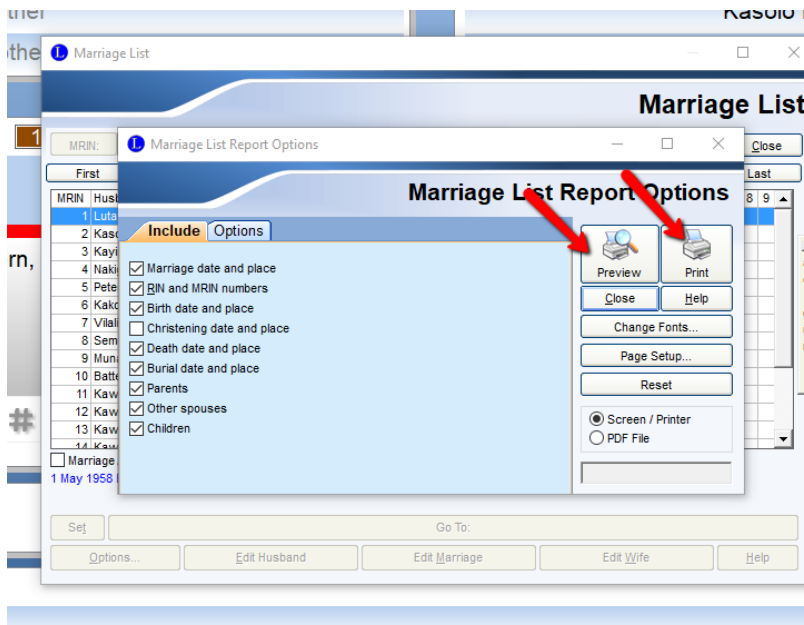 Kasolo
Marriage List
Marriage List
1
MRIN:
Close
First
Last
MRIN
8 9
1
2
3
4
5
6
7
8
9
10
11
12
13
14
rn,
#
Marriage
1 May 1958
Marriage List Report Options
Marriage List Report Options
Include Options
Marriage date and place
RIN and MRIN numbers
Birth date and place
Christening date and place
Death date and place
Burial date and place
Parents
Other spouses
Children
Preview Print
Close Help
Change Fonts...
Page Setup...
Reset
Screen / Printer
PDF File
Set Go To:
Options... Edit Husband Edit Marriage Edit Wife Help